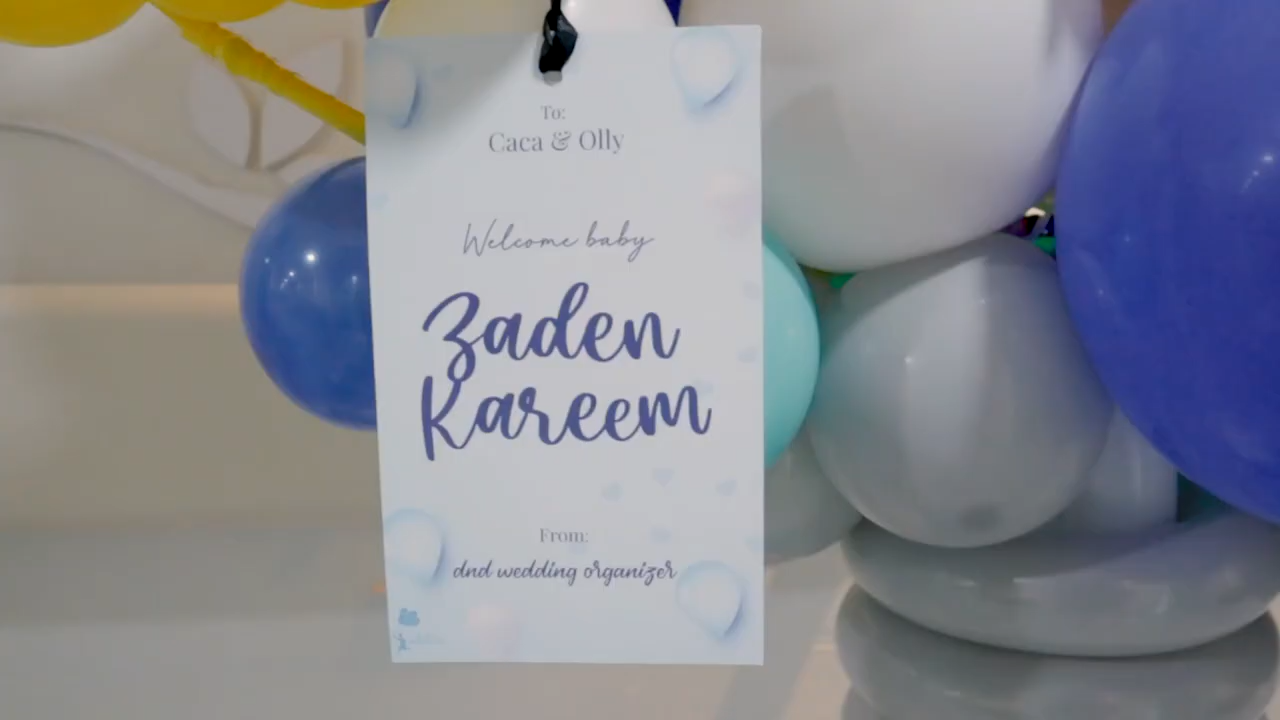 To:
Caca & Olly
Welcome baby
Zaden
Kareem
From:
dnd wedding organizer